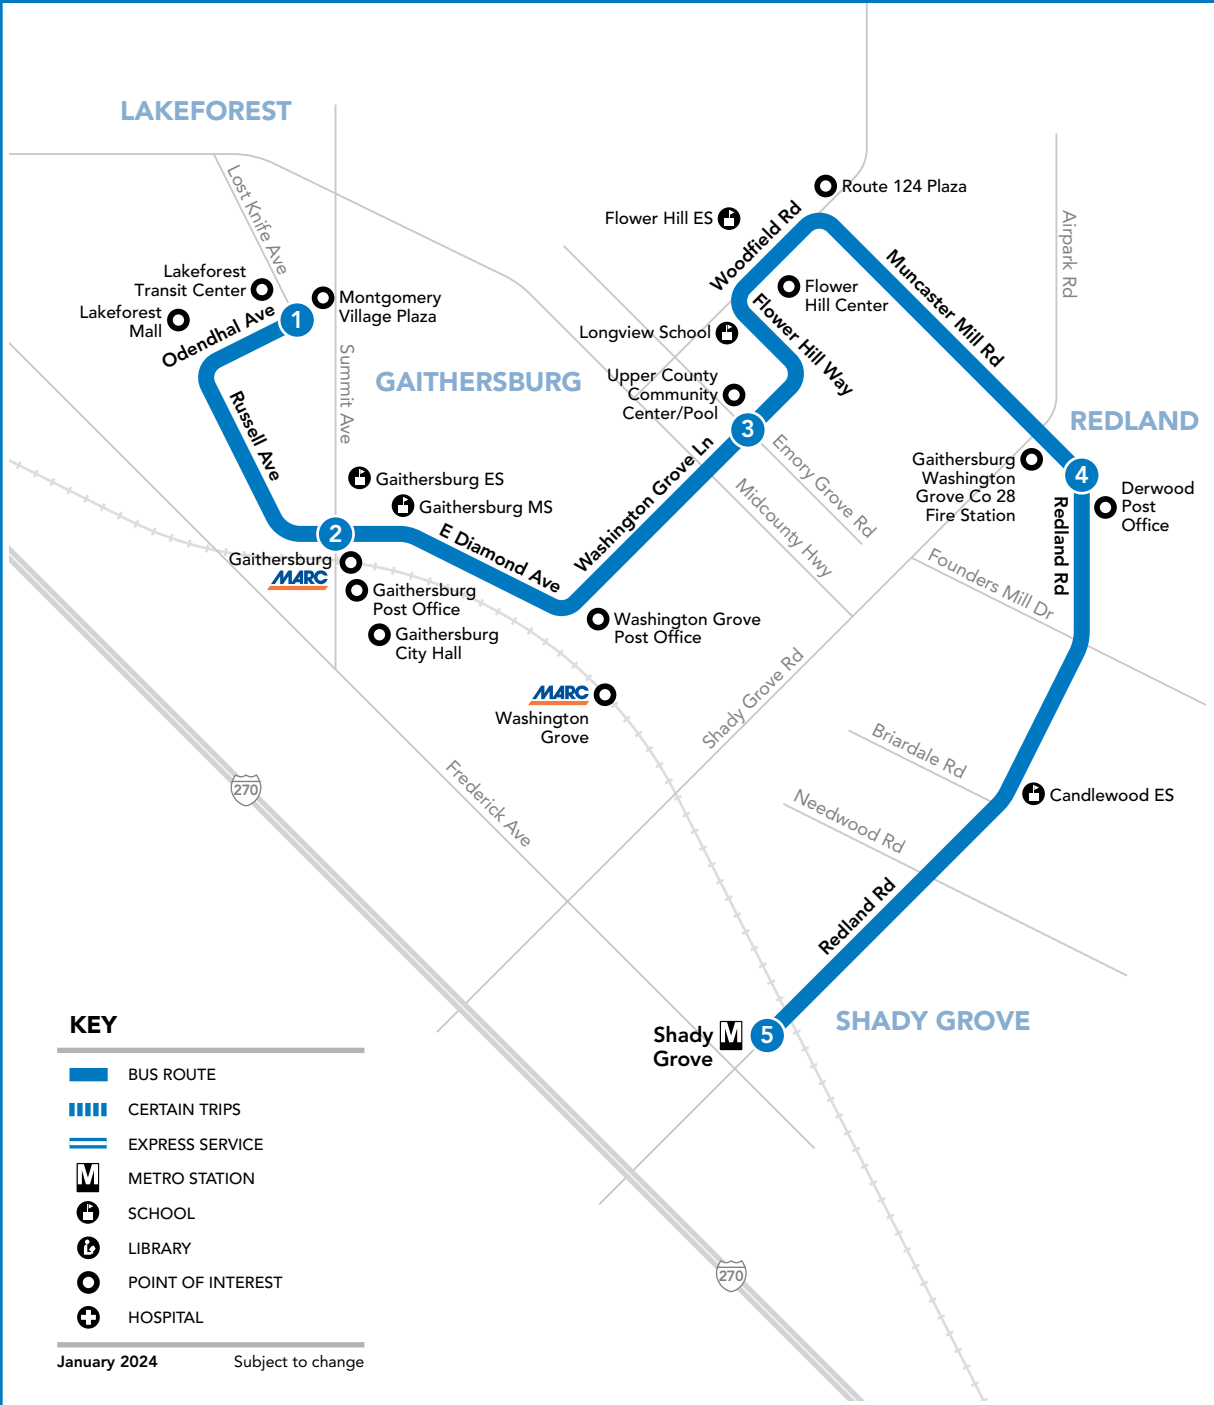 LAKEFOREST
Lost Knife Ave
Route 124 Plaza
Flower Hill ES
Woodfield Rd
Airpark Rd
Muncaster Mill Rd
Lakeforest
Transit Center
Montgomery
Village Plaza
Lakeforest
Mall
Odendhal Ave
1
Flower
Hill Center
Flower Hill Way
Longview School
Summit Ave
GAITHERSBURG
Upper County
Community
Center/Pool
Russell Ave
3
REDLAND
Emory Grove Rd
Washington Grove Ln
Midcounty Hwy
Gaithersburg
Washington
Grove Co 28
Fire Station
4
Derwood
Post
Office
Redland Rd
Gaithersburg ES
Gaithersburg MS
2
E Diamond Ave
Gaithersburg
MARC
Gaithersburg
Post Office
Gaithersburg
City Hall
Washington Grove
Post Office
Founders Mill Dr
MARC
Washington
Grove
Shady Grove Rd
Briardale Rd
Candlewood ES
Needwood Rd
270
Frederick Ave
Redland Rd
SHADY GROVE
Shady
Grove
M
5
270
KEY
BUS ROUTE
CERTAIN TRIPS
EXPRESS SERVICE
M
METRO STATION
SCHOOL
LIBRARY
POINT OF INTEREST
HOSPITAL
January 2024
Subject to change